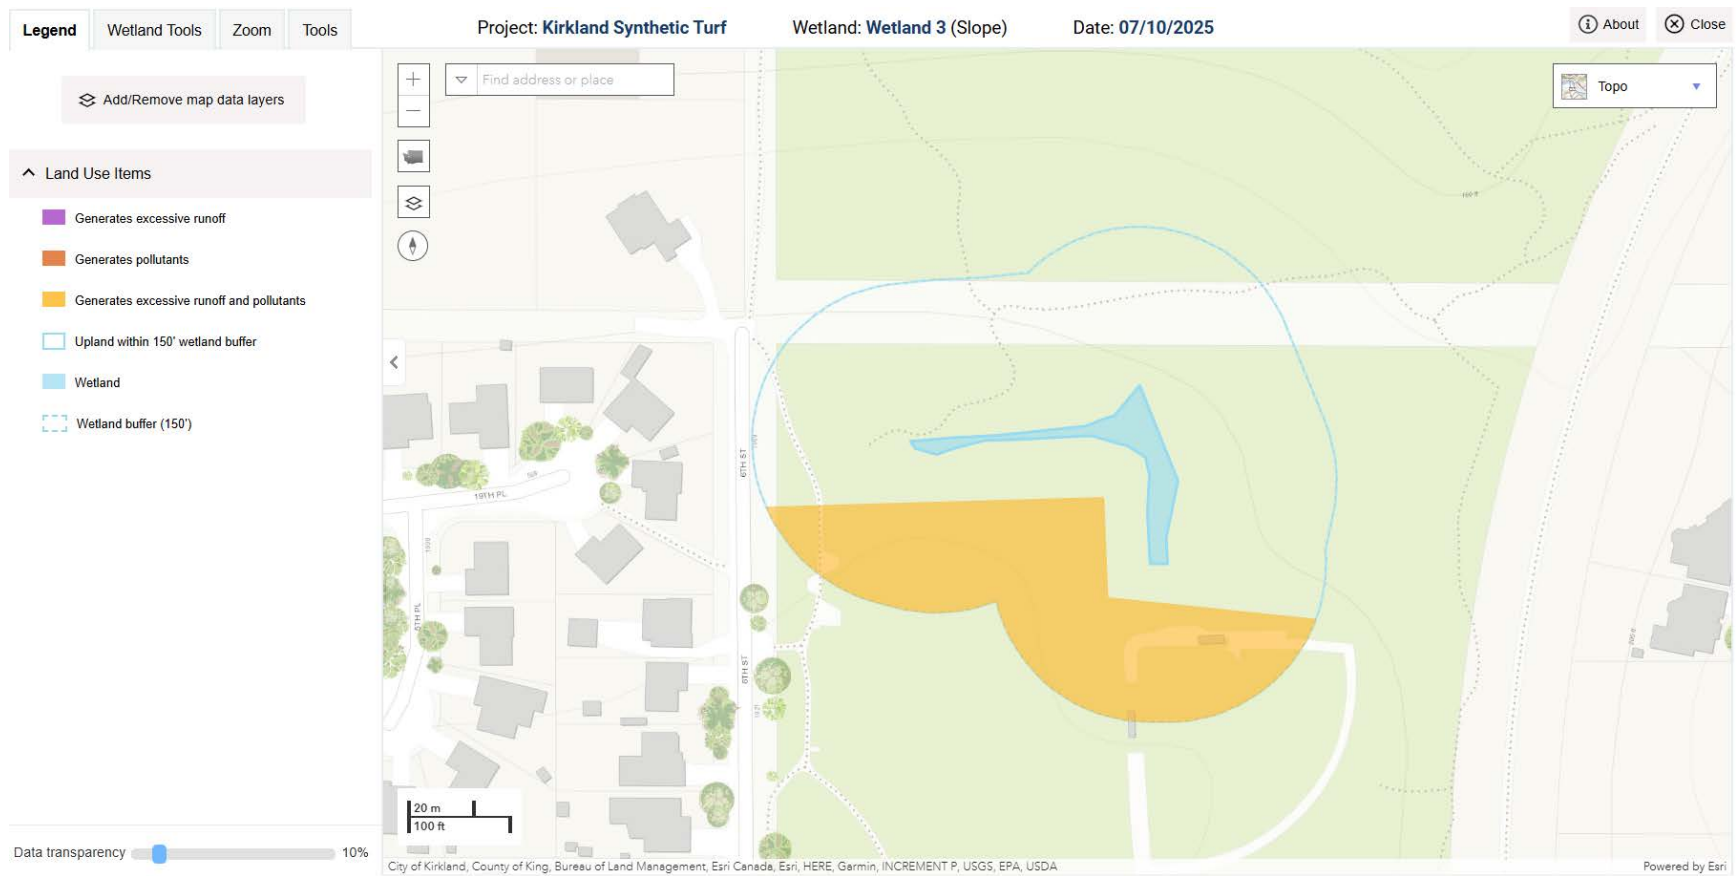 Legend
Wetland Tools
Zoom
Tools
Project: Kirkland Synthetic Turf
Wetland: Wetland 3 (Slope)
Date: 07/10/2025
About
Close
Add/Remove map data layers
Find address or place
Topo
Land Use Items
Generates excessive runoff
Generates pollutants
Generates excessive runoff and pollutants
Upland within 150' wetland buffer
Wetland
Wetland buffer (150')
6TH ST
19TH PL
5TH PL
6TH ST
20 m
100 ft
Data transparency
10%
City of Kirkland, County of King, Bureau of Land Management, Esri Canada, Esri, HERE, Garmin, INCREMENT P, USGS, EPA, USDA
Powered by Esri